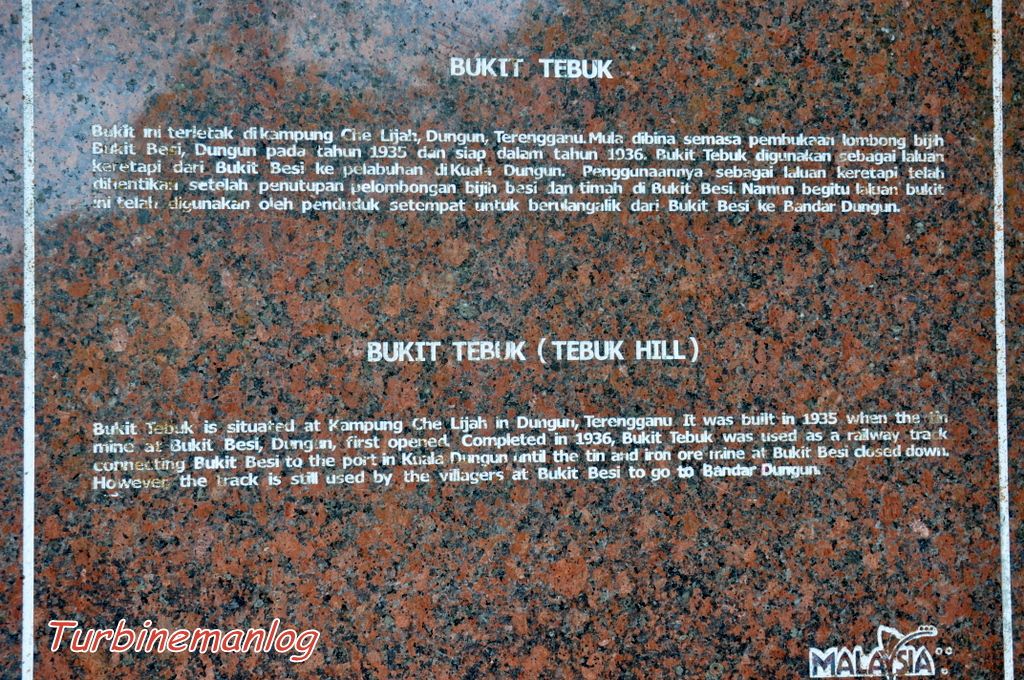 BUKIT TEBUK
Bukit ini terletak di kampung Che Lijah, Dungun, Terengganu. Mula dibina semasa pembukaan lombong bijih
Bukit Besi, Dungun pada tahun 1935 dan siap dalam tahun 1936. Bukit Tebuk digunakan sebagai laluan
keretapi dari Bukit Besi ke pelabuhan di Kuala Dungun. Penggunaannya sebagai laluan keretapi telah
dihentikan setelah penutupan pelombongan bijih besi dan timah di Bukit Besi. Namun begitu laluan bukit
ini telah digunakan oleh penduduk setempat untuk berulangalik dari Bukit Besi ke Bandar Dungun.
BUKIT TEBUK (TEBUK HILL)
Bukit Tebuk is situated at Kampung Che Lijah in Dungun, Terengganu. It was built in 1935 when the tin
mine at Bukit Besi, Dungun, first opened. Completed in 1936, Bukit Tebuk was used as a railway track
connecting Bukit Besi to the port in Kuala Dungun until the tin and iron ore mine at Bukit Besi closed down.
However, the track is still used by the villagers at Bukit Besi to go to Bandar Dungun.
Turbinemanlog
MALAYSIA